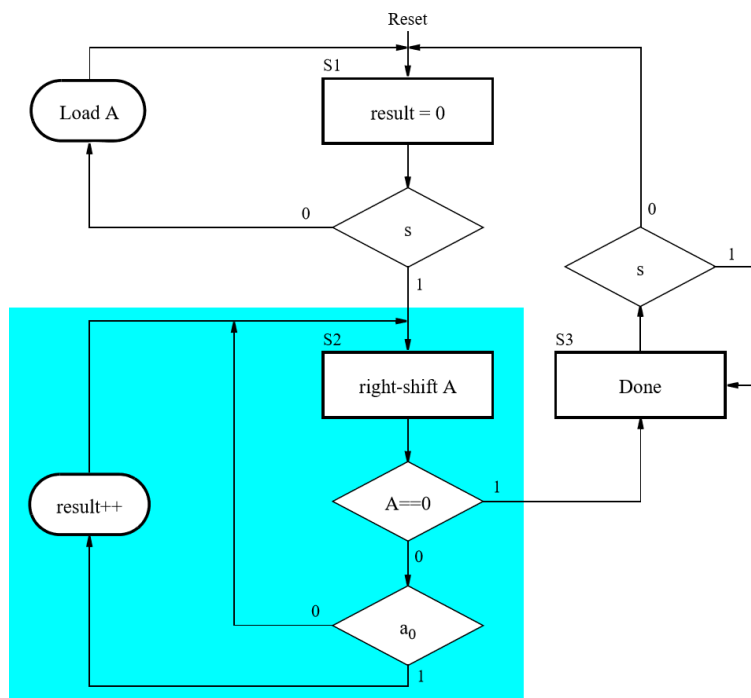 Reset
S1
Load A
result = 0
0
s
0
1
s
1
S2
S3
right-shift A
Done
result++
A==0
1
0
0
a₀
1